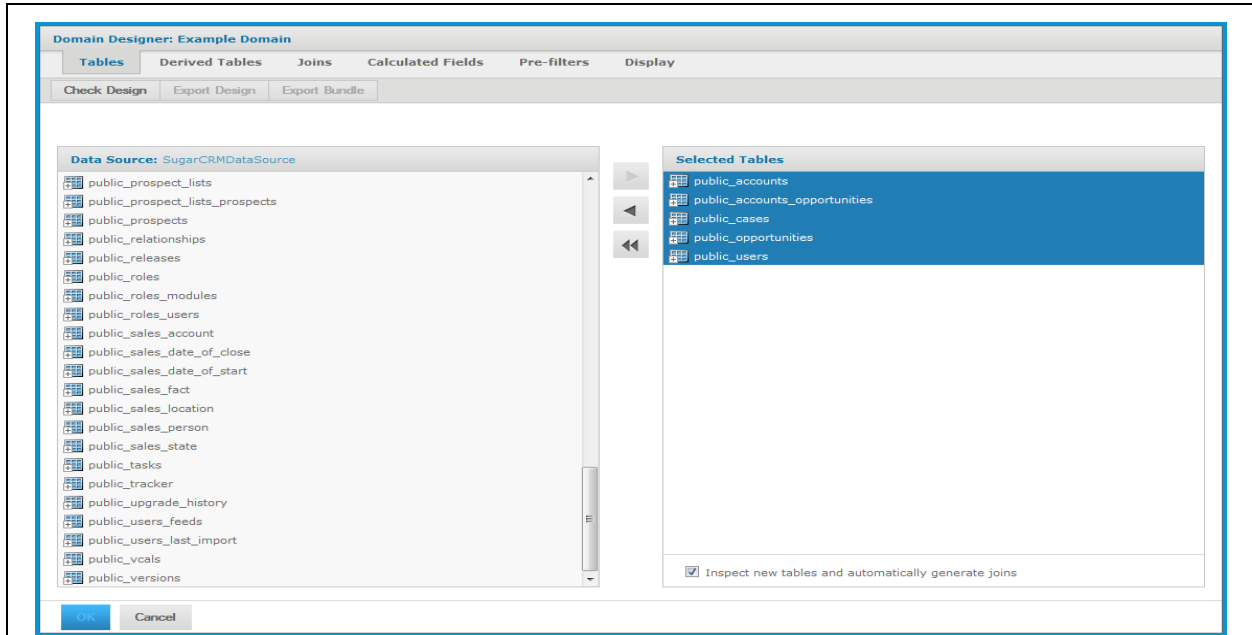 Domain Designer: Example Domain
Tables Derived Tables Joins Calculated Fields Pre-filters Display
Check Design Export Design Export Bundle
Data Source: SugarCRMDataSource
public_prospect_lists
public_prospect_lists_prospects
public_prospects
public_relationships
public_releases
public_roles
public_roles_modules
public_roles_users
public_sales_account
public_sales_date_of_close
public_sales_date_of_start
public_sales_fact
public_sales_location
public_sales_person
public_sales_state
public_tasks
public_tracker
public_upgrade_history
public_users_feeds
public_users_last_import
public_vcals
public_versions
Selected Tables
public_accounts
public_accounts_opportunities
public_cases
public_opportunities
public_users
Inspect new tables and automatically generate joins
OK Cancel